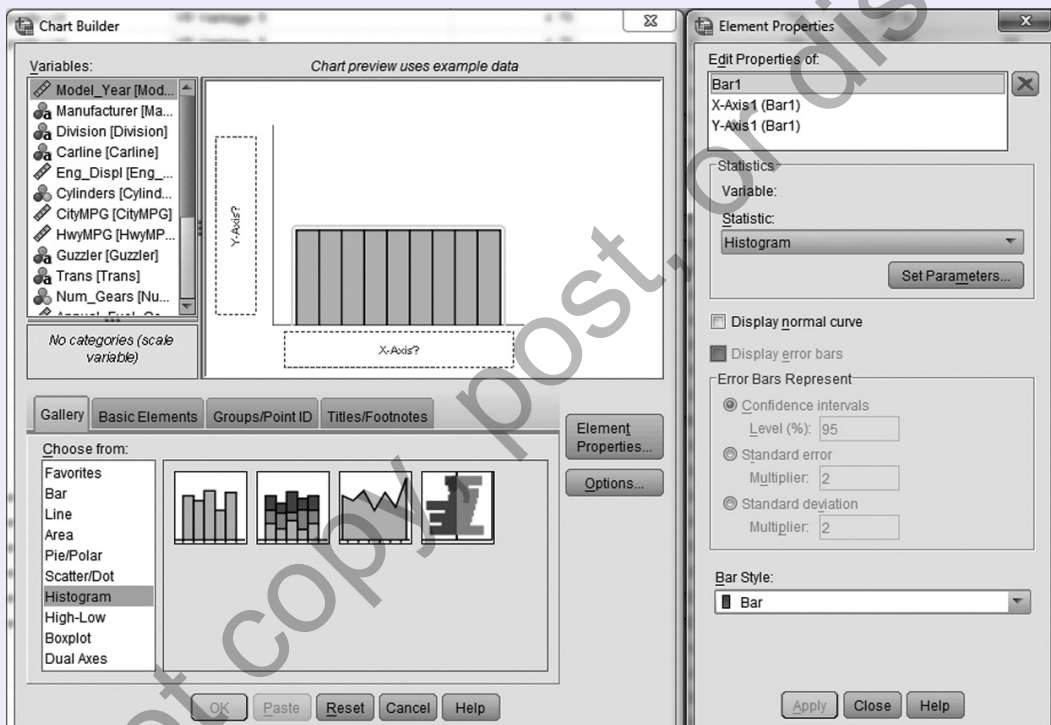 Chart Builder
Variables:
Chart preview uses example data
Model_Year [Mod...
Manufacturer [Ma...
Division [Division]
Carline [Carline]
Eng_Displ [Eng_...
Cylinders [Cylind...
CityMPG [CityMPG]
HwyMPG [HwyMP...
Guzzler [Guzzler]
Trans [Trans]
Num_Gears [Nu...
No categories (scale
variable)
Y-Axis?
X-Axis?
Gallery
Basic Elements
Groups/Point ID
Titles/Footnotes
Choose from:
Favorites
Bar
Line
Area
Pie/Polar
Scatter/Dot
Histogram
High-Low
Boxplot
Dual Axes
Element
Properties...
Options...
OK
Paste
Reset
Cancel
Help
Element Properties
Edit Properties of:
Bar1
X-Axis1 (Bar1)
Y-Axis1 (Bar1)
Statistics
Variable:
Statistic:
Histogram
Set Parameters...
Display normal curve
Display error bars
Error Bars Represent
Confidence intervals
Level (%): 95
Standard error
Multiplier: 2
Standard deviation
Multiplier: 2
Bar Style:
Bar
Apply
Close
Help
copy, post, or